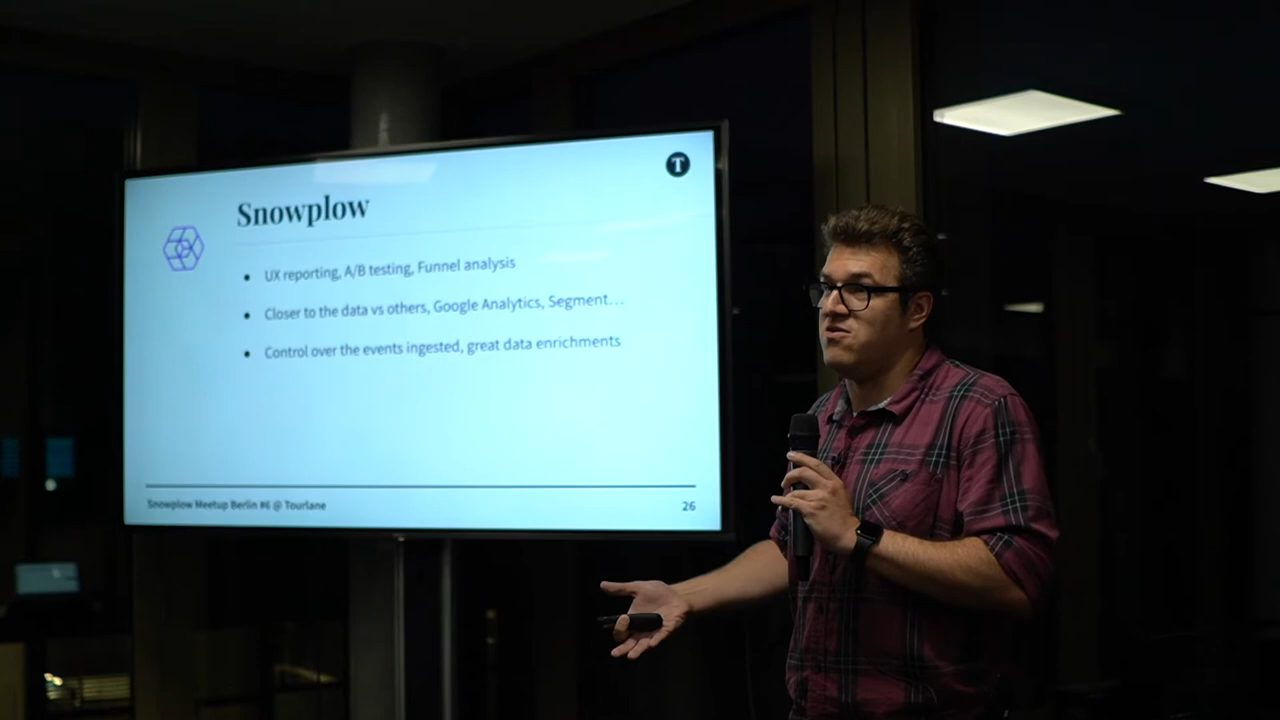 T
Snowplow
• UX reporting, A/B testing, Funnel analysis
• Closer to the data vs others, Google Analytics, Segment...
• Control over the events ingested, great data enrichments
Snowplow Meetup Berlin #6 @ Tourlane
26